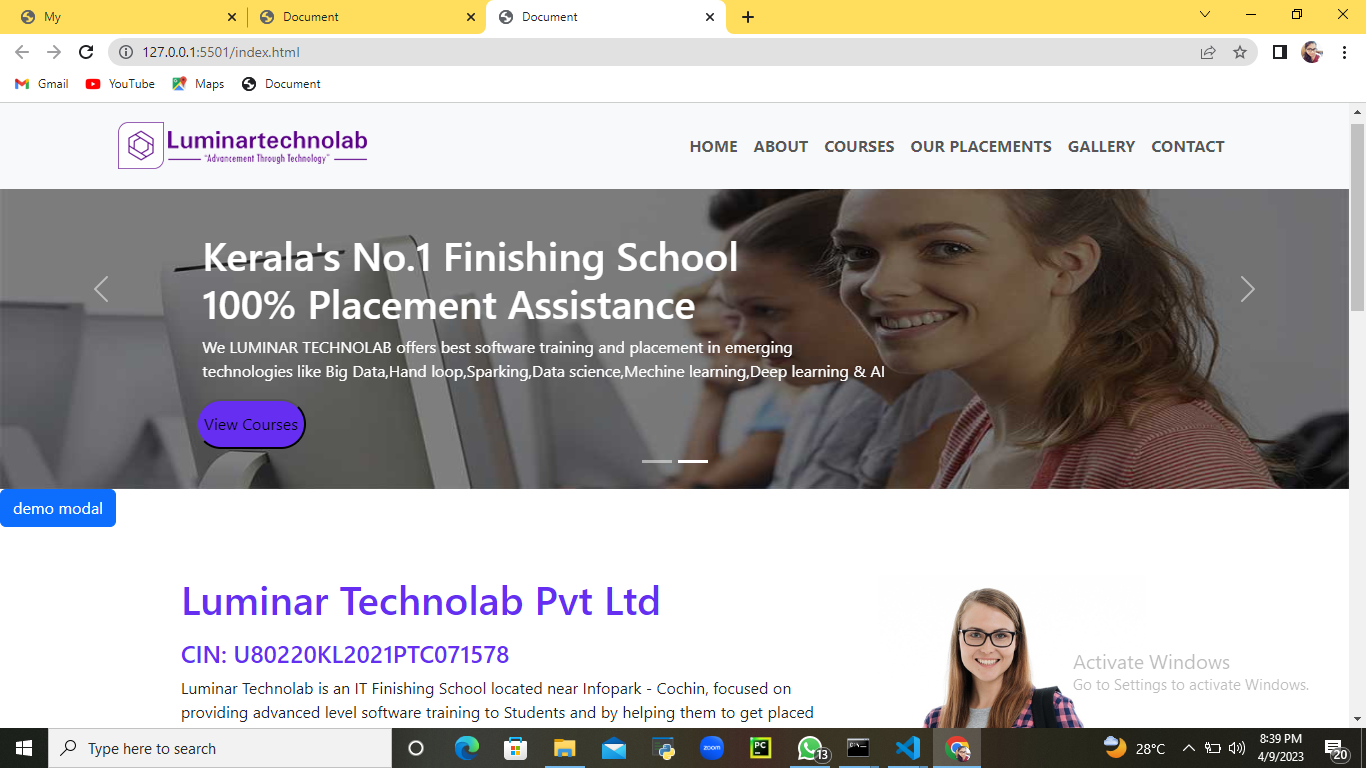 My
Document
Document
127.0.0.1:5501/index.html
Gmail
YouTube
Maps
Document
Luminartechnolab
"Advancement Through Technology"
HOME ABOUT COURSES OUR PLACEMENTS GALLERY CONTACT
Kerala's No.1 Finishing School
100% Placement Assistance
We LUMINAR TECHNOLAB offers best software training and placement in emerging
technologies like Big Data,Hand loop,Sparking,Data science,Mechine learning,Deep learning & AI
View Courses
demo modal
Luminar Technolab Pvt Ltd
CIN: U80220KL2021PTC071578
Luminar Technolab is an IT Finishing School located near Infopark - Cochin, focused on
providing advanced level software training to Students and by helping them to get placed
Activate Windows
Go to Settings to activate Windows.
Type here to search
zoom
PC
13
28°C
8:39 PM
4/9/2023
20